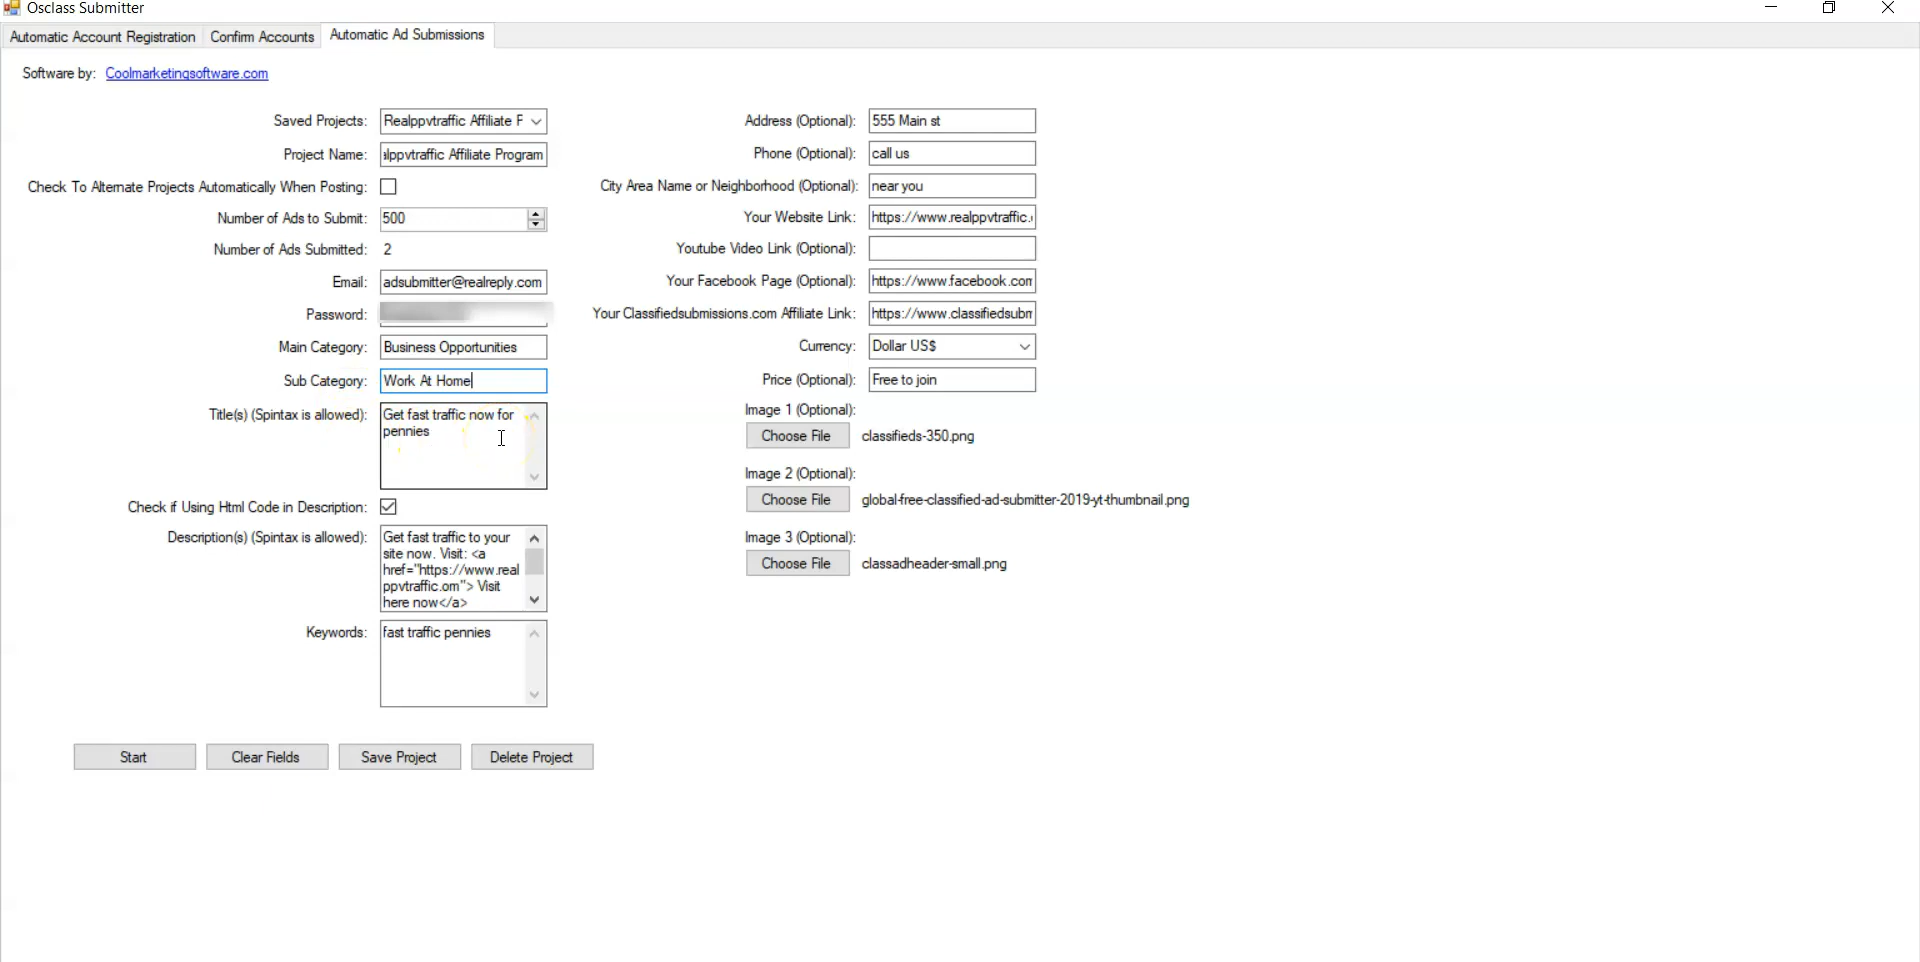 Osclass Submitter
Automatic Account Registration
Confirm Accounts
Automatic Ad Submissions
Software by: Coolmarketingsoftware.com
Saved Projects: Realppvtraffic Affiliate P
Project Name: alppvtraffic Affiliate Program
Check To Alternate Projects Automatically When Posting:
Number of Ads to Submit: 500
Number of Ads Submitted: 2
Email: adsubmitter@realreply.com
Password:
Main Category: Business Opportunities
Sub Category: Work At Home
Title(s) (Spintax is allowed): Get fast traffic now for
pennies
Check if Using Html Code in Description:
Description(s) (Spintax is allowed): Get fast traffic to your
site now. Visit: <a
href="https://www.real
ppvtraffic.om"> Visit
here now</a>
Keywords: fast traffic pennies
Address (Optional): 555 Main st
Phone (Optional): call us
City Area Name or Neighborhood (Optional): near you
Your Website Link: https://www.realppvtraffic.
Youtube Video Link (Optional):
Your Facebook Page (Optional): https://www.facebook.com
Your Classifiedsubmissions.com Affiliate Link: https://www.classifiedsubm
Currency: Dollar US$
Price (Optional): Free to join
Image 1 (Optional):
Choose File classifieds-350.png
Image 2 (Optional):
Choose File global-free-classified-ad-submitter-2019-yt-thumbnail.png
Image 3 (Optional):
Choose File classadheader-small.png
Start
Clear Fields
Save Project
Delete Project